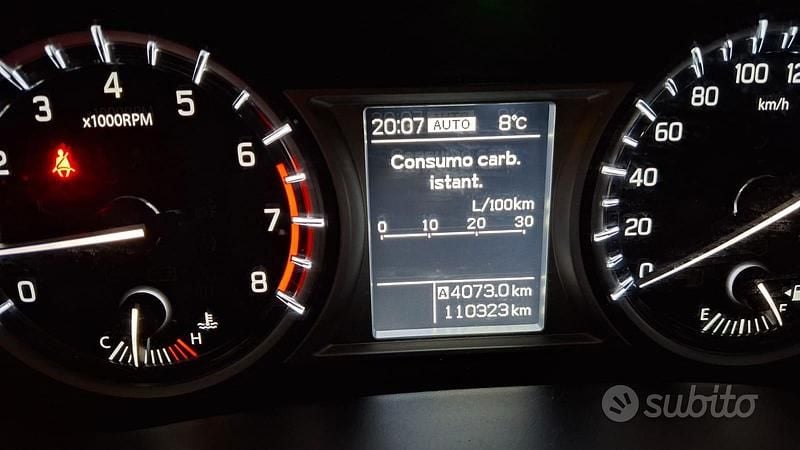 20:07 AUTO 8°C
Consumo carb.
istant.
L/100km
0 10 20 30
A 4073.0 km
110323 km
0 2 3 4 5 6 7 8
x1000RPM
C H
0 20 40 60 80 100 12
km/h
E F
subito